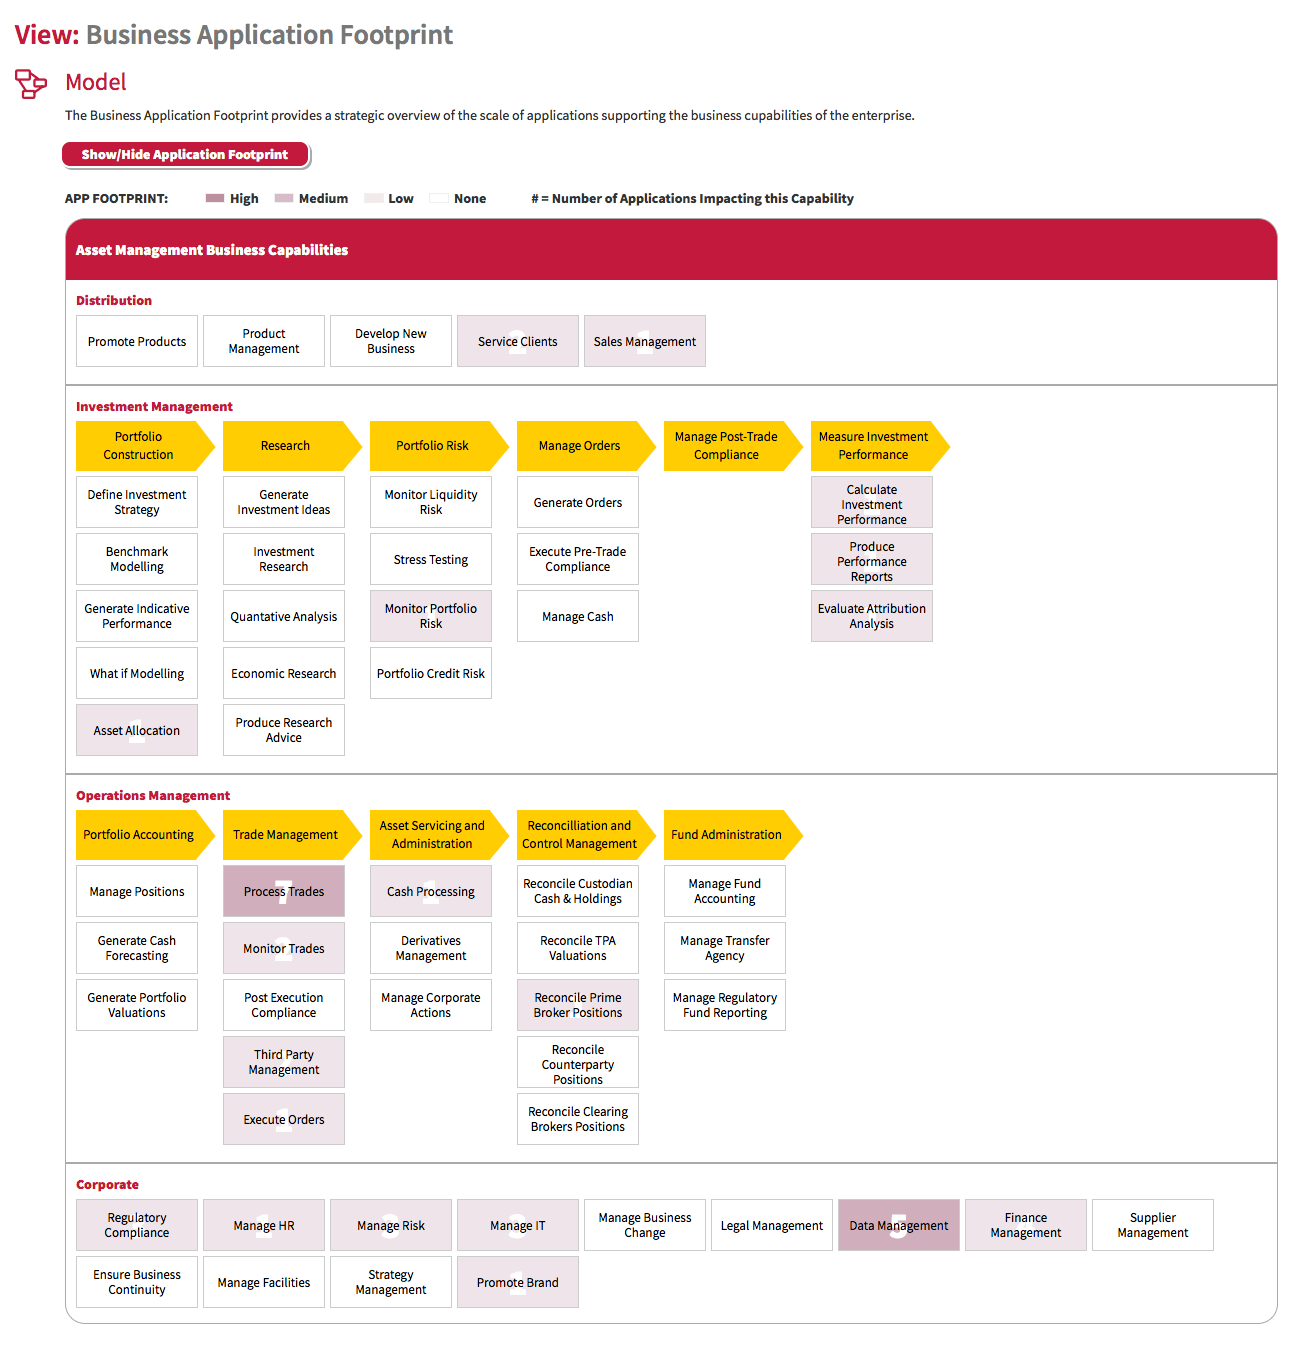 View: Business Application Footprint
Model
The Business Application Footprint provides a strategic overview of the scale of applications supporting the business cupabilities of the enterprise.
Show/Hide Application Footprint
APP FOOTPRINT: High Medium Low None # = Number of Applications Impacting this Capability
Asset Management Business Capabilities
Distribution
Promote Products
Product
Management
Develop New
Business
Service Clients
Sales Management
Investment Management
Portfolio
Construction
Research
Portfolio Risk
Manage Orders
Manage Post-Trade
Compliance
Measure Investment
Performance
Define Investment
Strategy
Generate
Investment Ideas
Monitor Liquidity
Risk
Generate Orders
Calculate
Investment
Performance
Benchmark
Modelling
Investment
Research
Stress Testing
Execute Pre-Trade
Compliance
Produce
Performance
Reports
Generate Indicative
Performance
Quantative Analysis
Monitor Portfolio
Risk
Manage Cash
Evaluate Attribution
Analysis
What if Modelling
Economic Research
Portfolio Credit Risk
Asset Allocation
Produce Research
Advice
Operations Management
Portfolio Accounting
Trade Management
Asset Servicing and
Administration
Reconcilliation and
Control Management
Fund Administration
Manage Positions
Process Trades
7
Cash Processing
Reconcile Custodian
Cash & Holdings
Manage Fund
Accounting
Generate Cash
Forecasting
Monitor Trades
Derivatives
Management
Reconcile TPA
Valuations
Manage Transfer
Agency
Generate Portfolio
Valuations
Post Execution
Compliance
Manage Corporate
Actions
Reconcile Prime
Broker Positions
Manage Regulatory
Fund Reporting
Third Party
Management
Reconcile
Counterparty
Positions
Execute Orders
Reconcile Clearing
Brokers Positions
Corporate
Regulatory
Compliance
Manage HR
Manage Risk
Manage IT
Manage Business
Change
Legal Management
Data Management
5
Finance
Management
Supplier
Management
Ensure Business
Continuity
Manage Facilities
Strategy
Management
Promote Brand